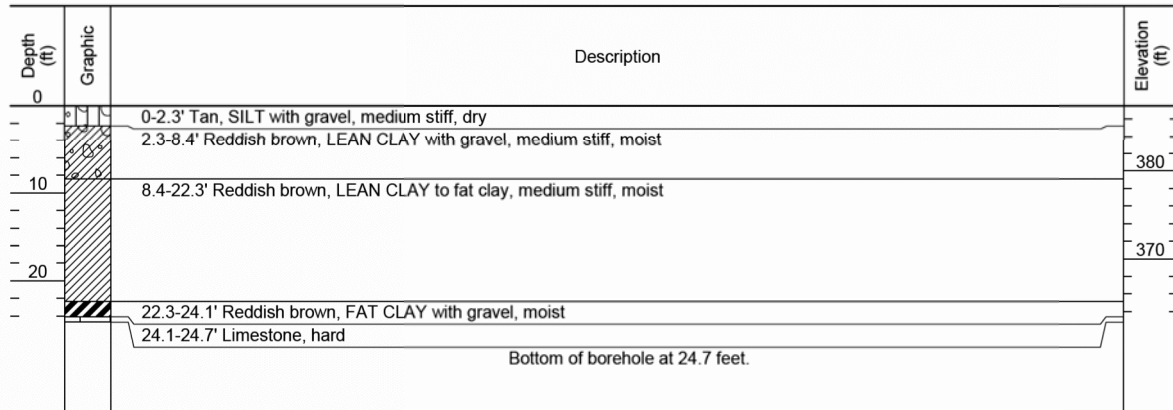 Depth
(ft)
Graphic
Description
Elevation
(ft)
0
0-2.3' Tan, SILT with gravel, medium stiff, dry
2.3-8.4' Reddish brown, LEAN CLAY with gravel, medium stiff, moist
380
8.4-22.3' Reddish brown, LEAN CLAY to fat clay, medium stiff, moist
10
370
20
22.3-24.1' Reddish brown, FAT CLAY with gravel, moist
24.1-24.7' Limestone, hard
Bottom of borehole at 24.7 feet.